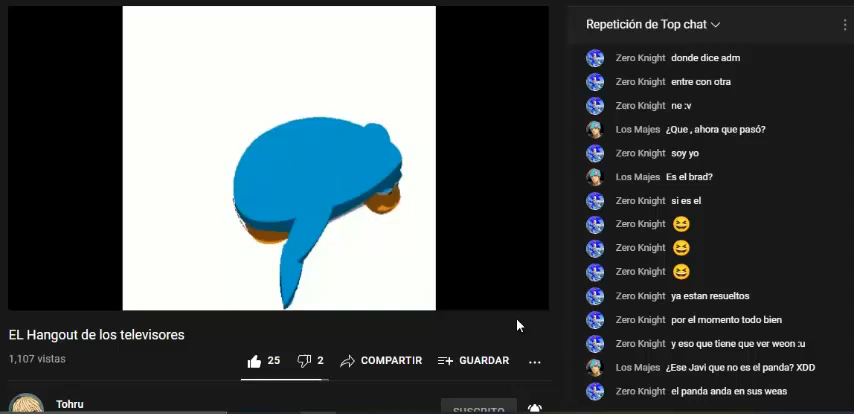 Repetición de Top chat
Zero Knight donde dice adm
Zero Knight entre con otra
Zero Knight ne :v
Los Majes ¿Que , ahora que pasó?
Zero Knight soy yo
Los Majes Es el brad?
Zero Knight si es el
Zero Knight 😆
Zero Knight 😆
Zero Knight 😆
Zero Knight ya estan resueltos
Zero Knight por el momento todo bien
Zero Knight y eso que tiene que ver weon :u
Los Majes ¿Ese Javi que no es el panda? XDD
Zero Knight el panda anda en sus weas
EL Hangout de los televisores
1,107 vistas
25 2 COMPARTIR GUARDAR
Tohru
SUSCRITO